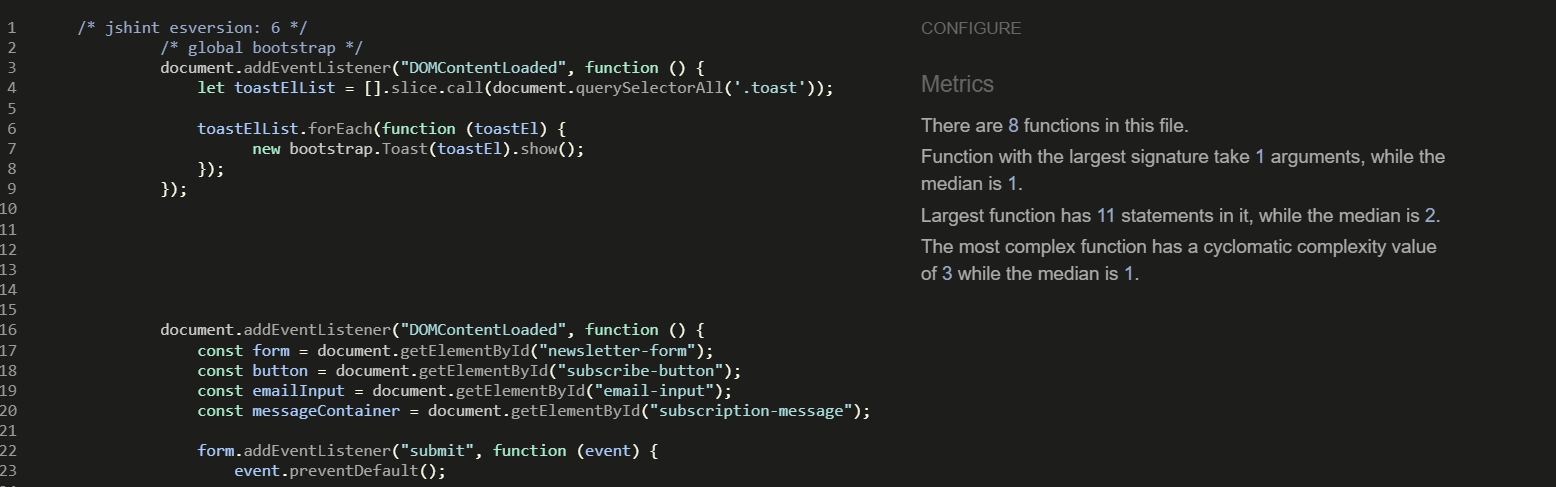 1 /* jshint esversion: 6 */
2 /* global bootstrap */
3 document.addEventListener("DOMContentLoaded", function () {
4 let toastElList = [].slice.call(document.querySelectorAll('.toast'));
5
6 toastElList.forEach(function (toastEl) {
7 new bootstrap.Toast(toastEl).show();
8 });
9 });
10
11
12
13
14
15
16 document.addEventListener("DOMContentLoaded", function () {
17 const form = document.getElementById("newsletter-form");
18 const button = document.getElementById("subscribe-button");
19 const emailInput = document.getElementById("email-input");
20 const messageContainer = document.getElementById("subscription-message");
21
22 form.addEventListener("submit", function (event) {
23 event.preventDefault();
CONFIGURE
Metrics
There are 8 functions in this file.
Function with the largest signature take 1 arguments, while the
median is 1.
Largest function has 11 statements in it, while the median is 2.
The most complex function has a cyclomatic complexity value
of 3 while the median is 1.